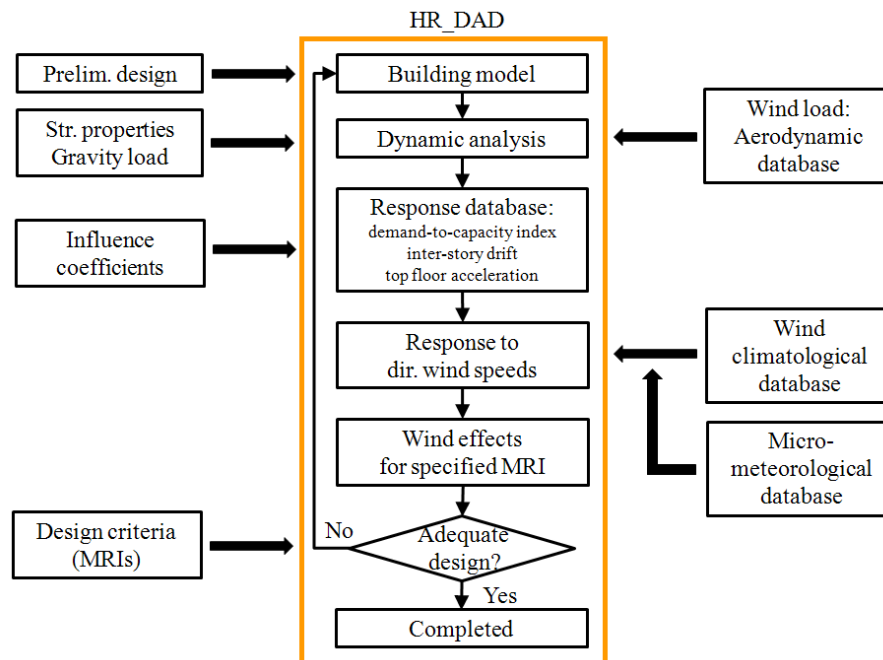 HR_DAD
Prelim. design
Building model
Str. properties
Gravity load
Dynamic analysis
Wind load:
Aerodynamic
database
Influence
coefficients
Response database:
demand-to-capacity index
inter-story drift
top floor acceleration
Response to
dir. wind speeds
Wind
climatological
database
Wind effects
for specified MRI
Micro-
meteorological
database
Design criteria
(MRIs)
No
Adequate
design?
Yes
Completed